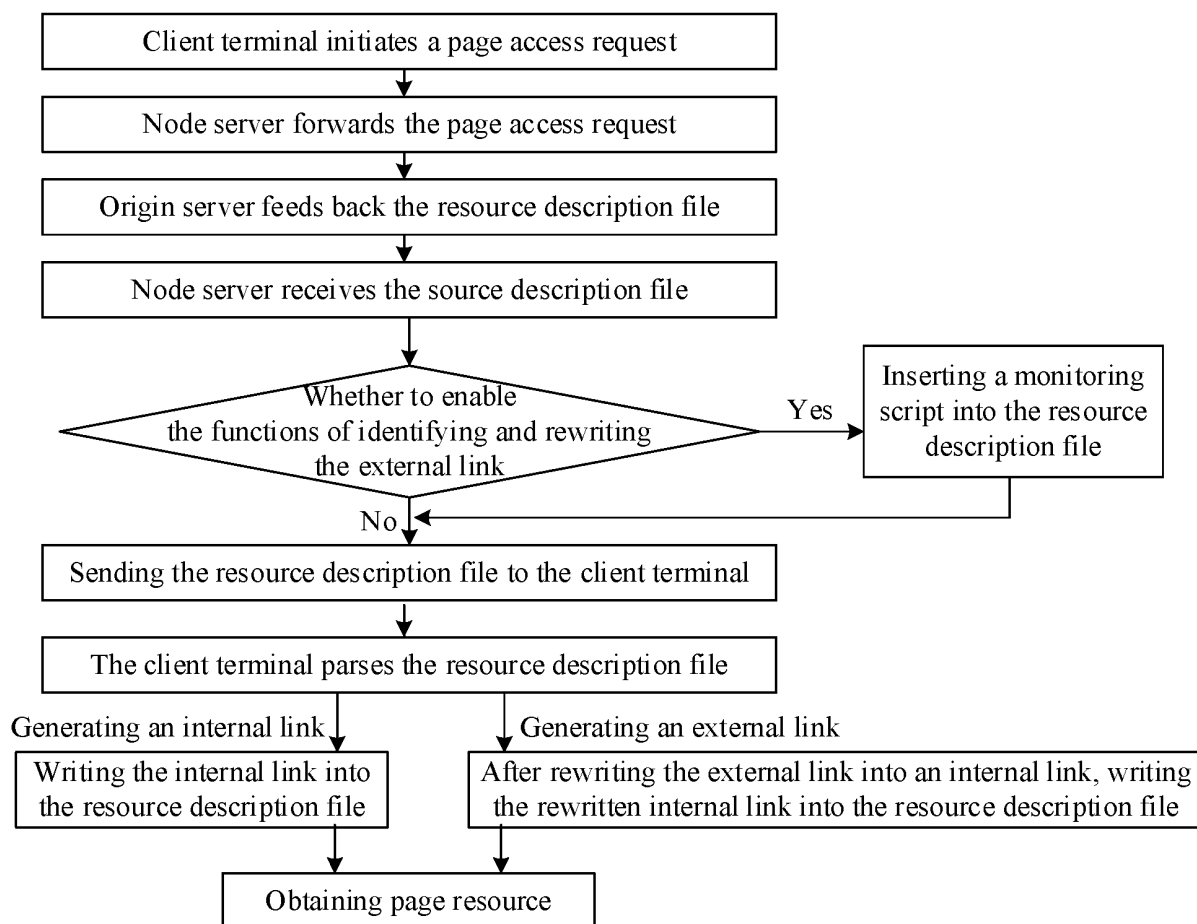 Client terminal initiates a page access request
Node server forwards the page access request
Origin server feeds back the resource description file
Node server receives the source description file
Whether to enable
the functions of identifying and rewriting
the external link
Yes
Inserting a monitoring
script into the resource
description file
No
Sending the resource description file to the client terminal
The client terminal parses the resource description file
Generating an internal link
Generating an external link
Writing the internal link into
the resource description file
After rewriting the external link into an internal link, writing
the rewritten internal link into the resource description file
Obtaining page resource